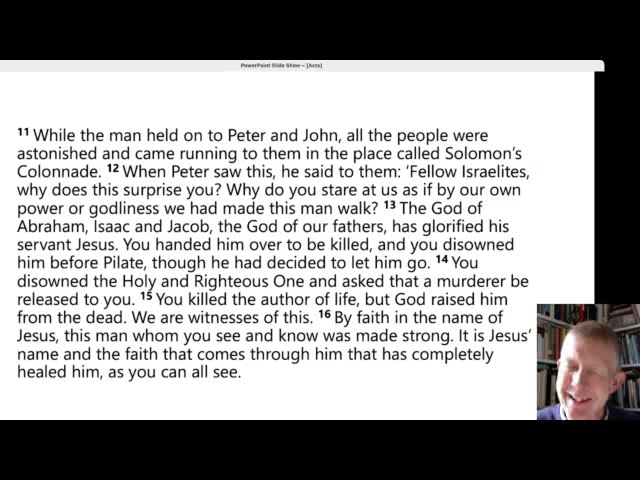 PowerPoint Slide Show – [Acts]
11 While the man held on to Peter and John, all the people were
astonished and came running to them in the place called Solomon’s
Colonnade. 12 When Peter saw this, he said to them: ‘Fellow Israelites,
why does this surprise you? Why do you stare at us as if by our own
power or godliness we had made this man walk? 13 The God of
Abraham, Isaac and Jacob, the God of our fathers, has glorified his
servant Jesus. You handed him over to be killed, and you disowned
him before Pilate, though he had decided to let him go. 14 You
disowned the Holy and Righteous One and asked that a murderer be
released to you. 15 You killed the author of life, but God raised him
from the dead. We are witnesses of this. 16 By faith in the name of
Jesus, this man whom you see and know was made strong. It is Jesus’
name and the faith that comes through him that has completely
healed him, as you can all see.